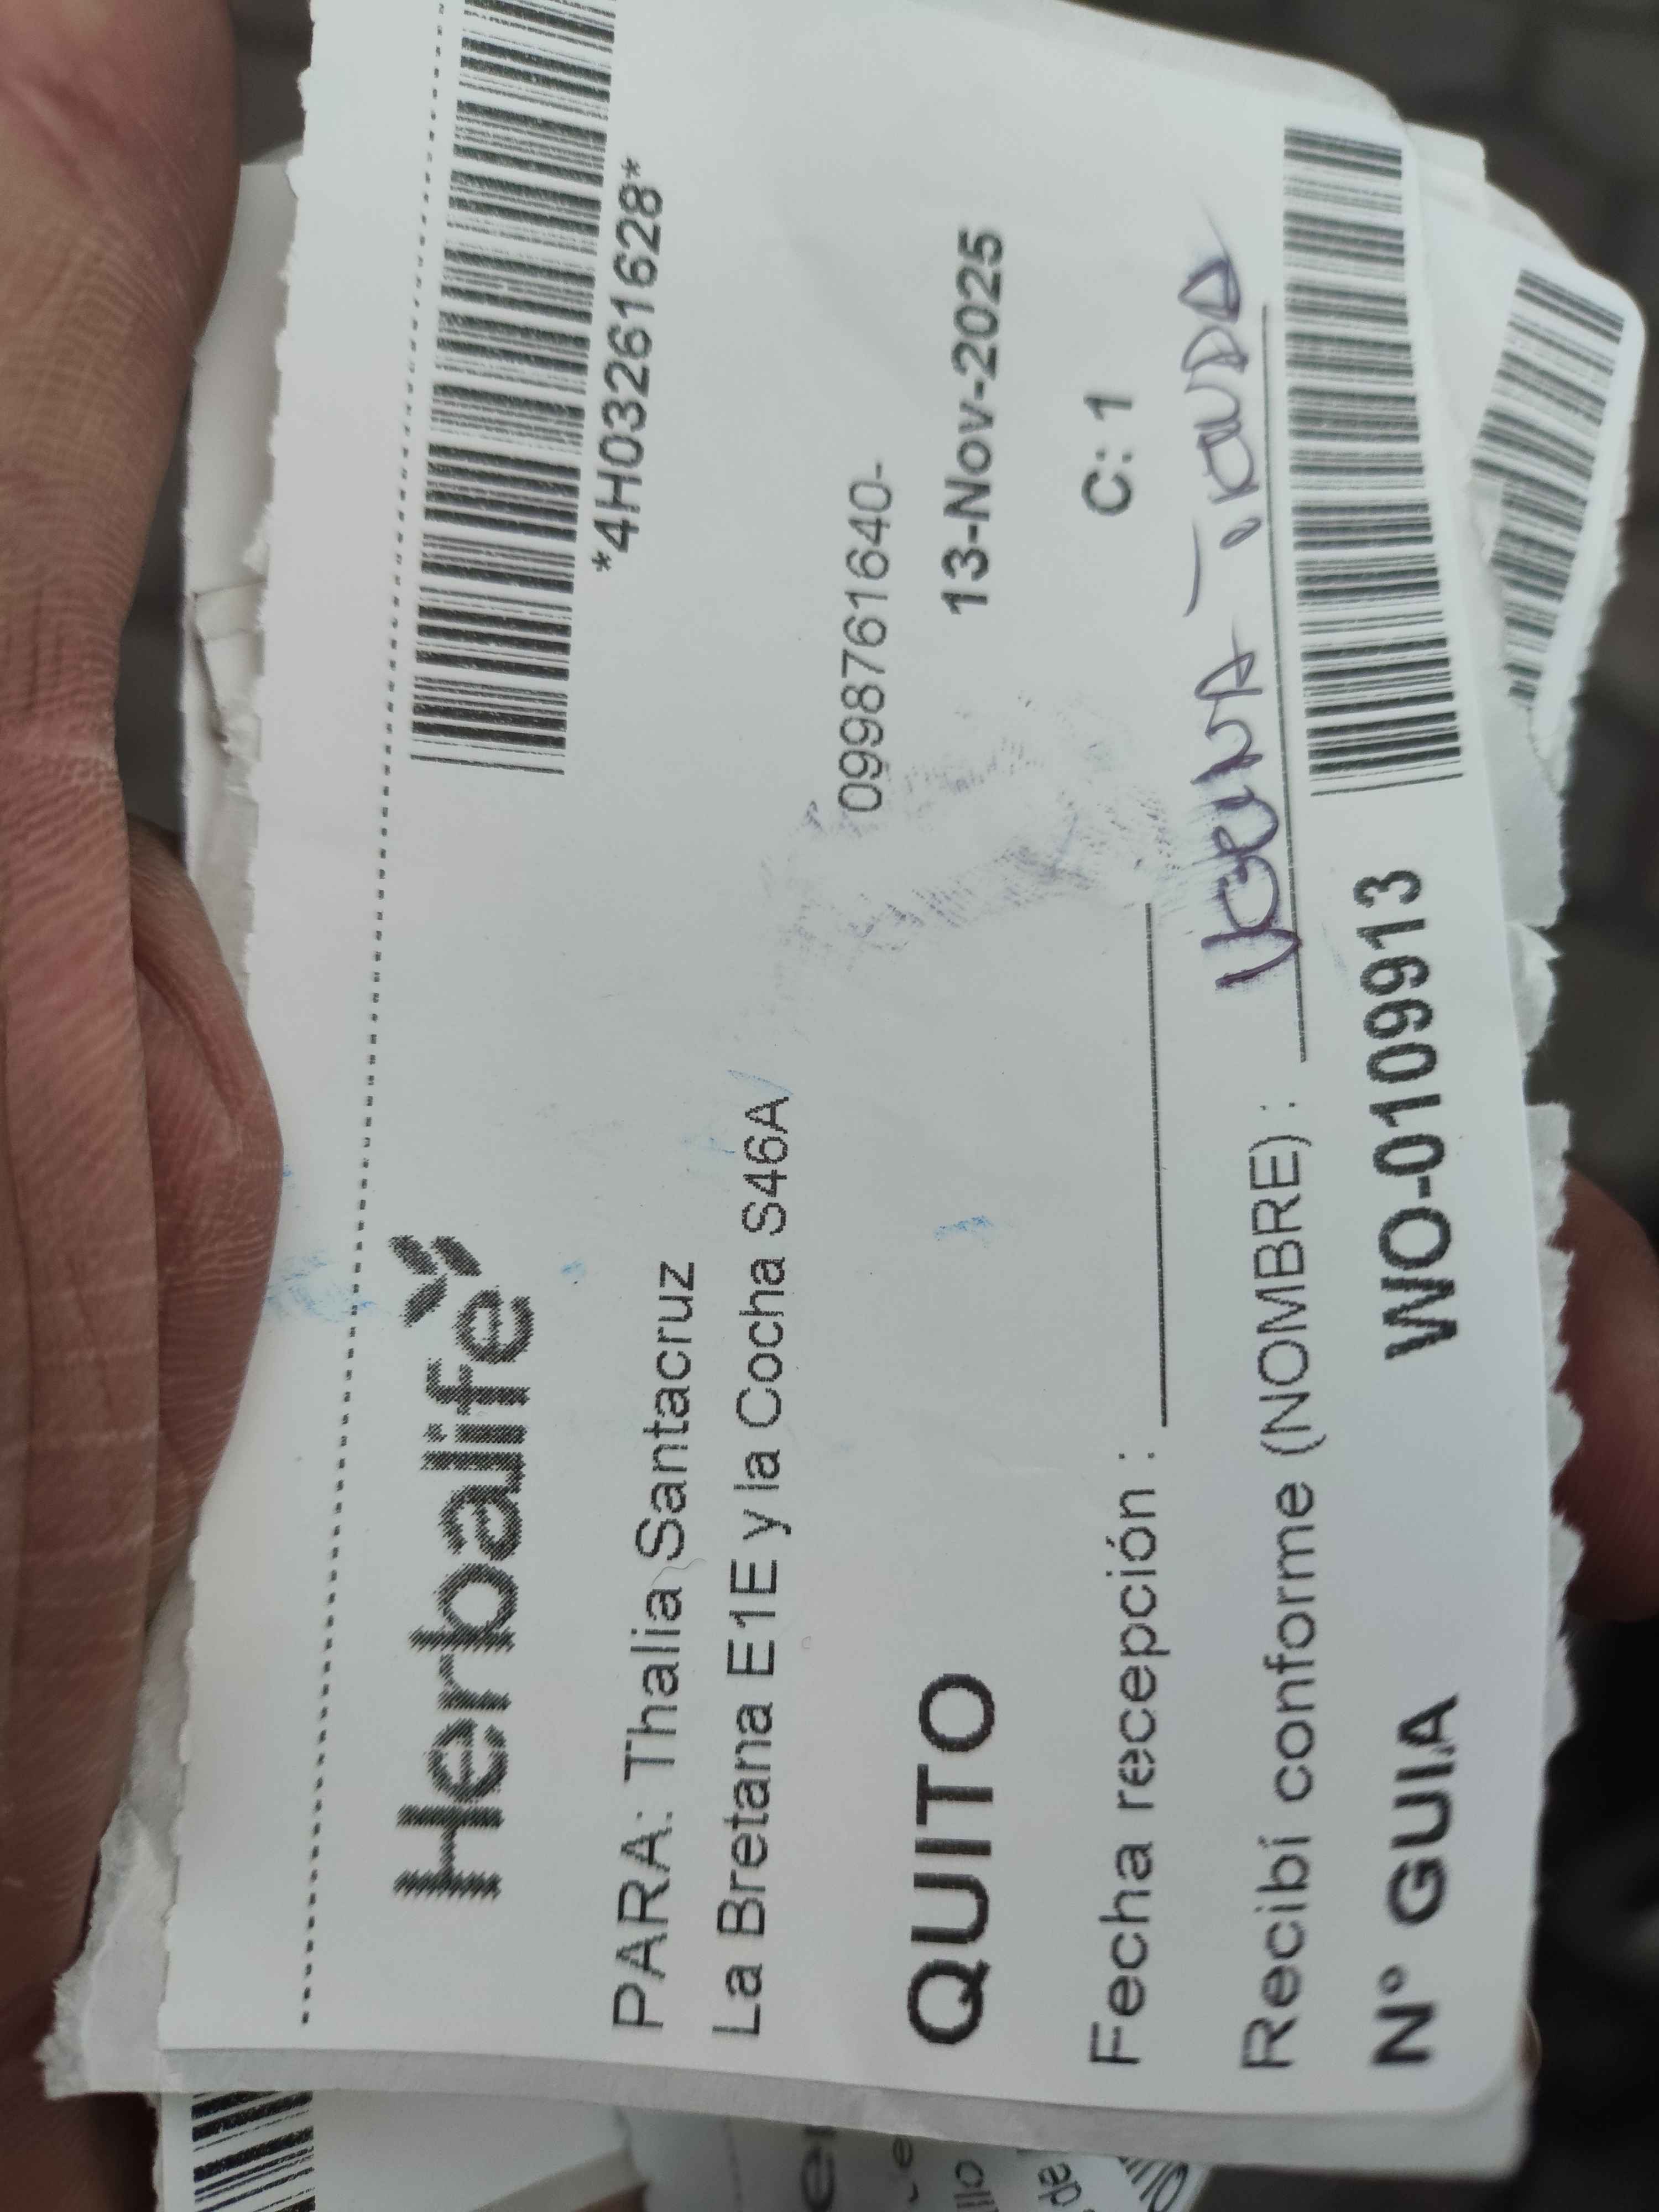 Herbalife
*4H03261628*
PARA: Thalia Santacruz
La Bretana E1E y la Cocha S46A
0998761640-
QUITO
13-Nov-2025
Fecha recepción :
C: 1
Recibí conforme (NOMBRE) :
N° GUIA WO-0109913